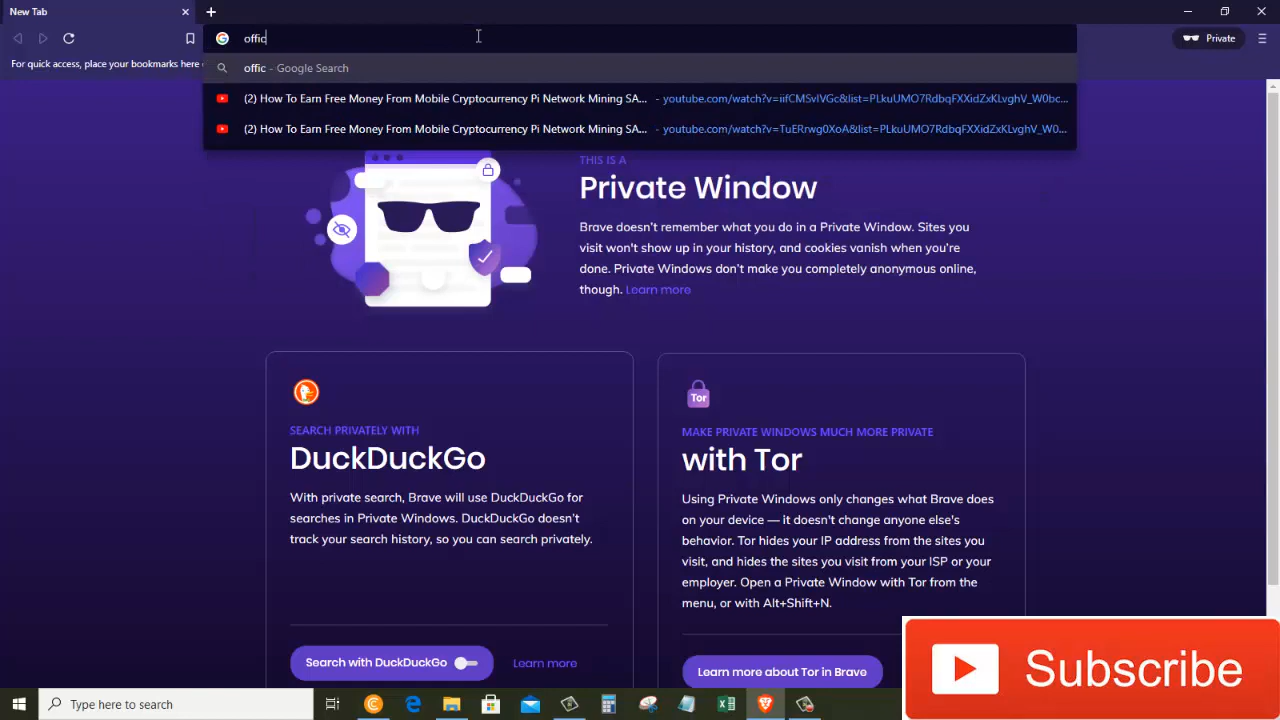 New Tab
offic
Private
For quick access, place your bookmarks here
offic - Google Search
(2) How To Earn Free Money From Mobile Cryptocurrency Pi Network Mining SA... - youtube.com/watch?v=iifCMSvIVGc&list=PLkuUMO7RdbqFXXidZxKLvghV_W0bc...
(2) How To Earn Free Money From Mobile Cryptocurrency Pi Network Mining SA... - youtube.com/watch?v=TuERrwg0XoA&list=PLkuUMO7RdbqFXXidZxKLvghV_W0...
THIS IS A
Private Window
Brave doesn't remember what you do in a Private Window. Sites you
visit won't show up in your history, and cookies vanish when you're
done. Private Windows don't make you completely anonymous online,
though. Learn more
SEARCH PRIVATELY WITH
DuckDuckGo
With private search, Brave will use DuckDuckGo for
searches in Private Windows. DuckDuckGo doesn't
track your search history, so you can search privately.
Search with DuckDuckGo
Learn more
Tor
MAKE PRIVATE WINDOWS MUCH MORE PRIVATE
with Tor
Using Private Windows only changes what Brave does
on your device — it doesn't change anyone else's
behavior. Tor hides your IP address from the sites you
visit, and hides the sites you visit from your ISP or your
employer. Open a Private Window with Tor from the
menu, or with Alt+Shift+N.
Learn more about Tor in Brave
Subscribe
Type here to search